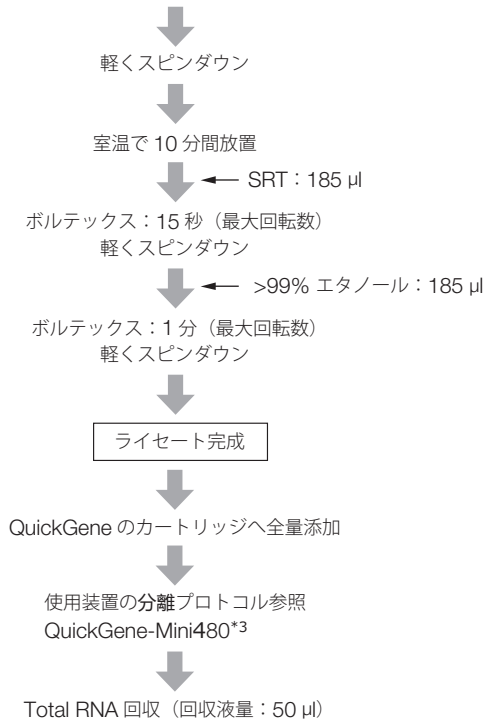 軽くスピンダウン
室温で 10 分間放置
SRT：185 µl
ボルテックス：15 秒（最大回転数）
軽くスピンダウン
>99% エタノール：185 µl
ボルテックス：1 分（最大回転数）
軽くスピンダウン
ライセート完成
QuickGene のカートリッジへ全量添加
使用装置の分離プロトコル参照
QuickGene-Mini480*3
Total RNA 回収（回収液量：50 µl）